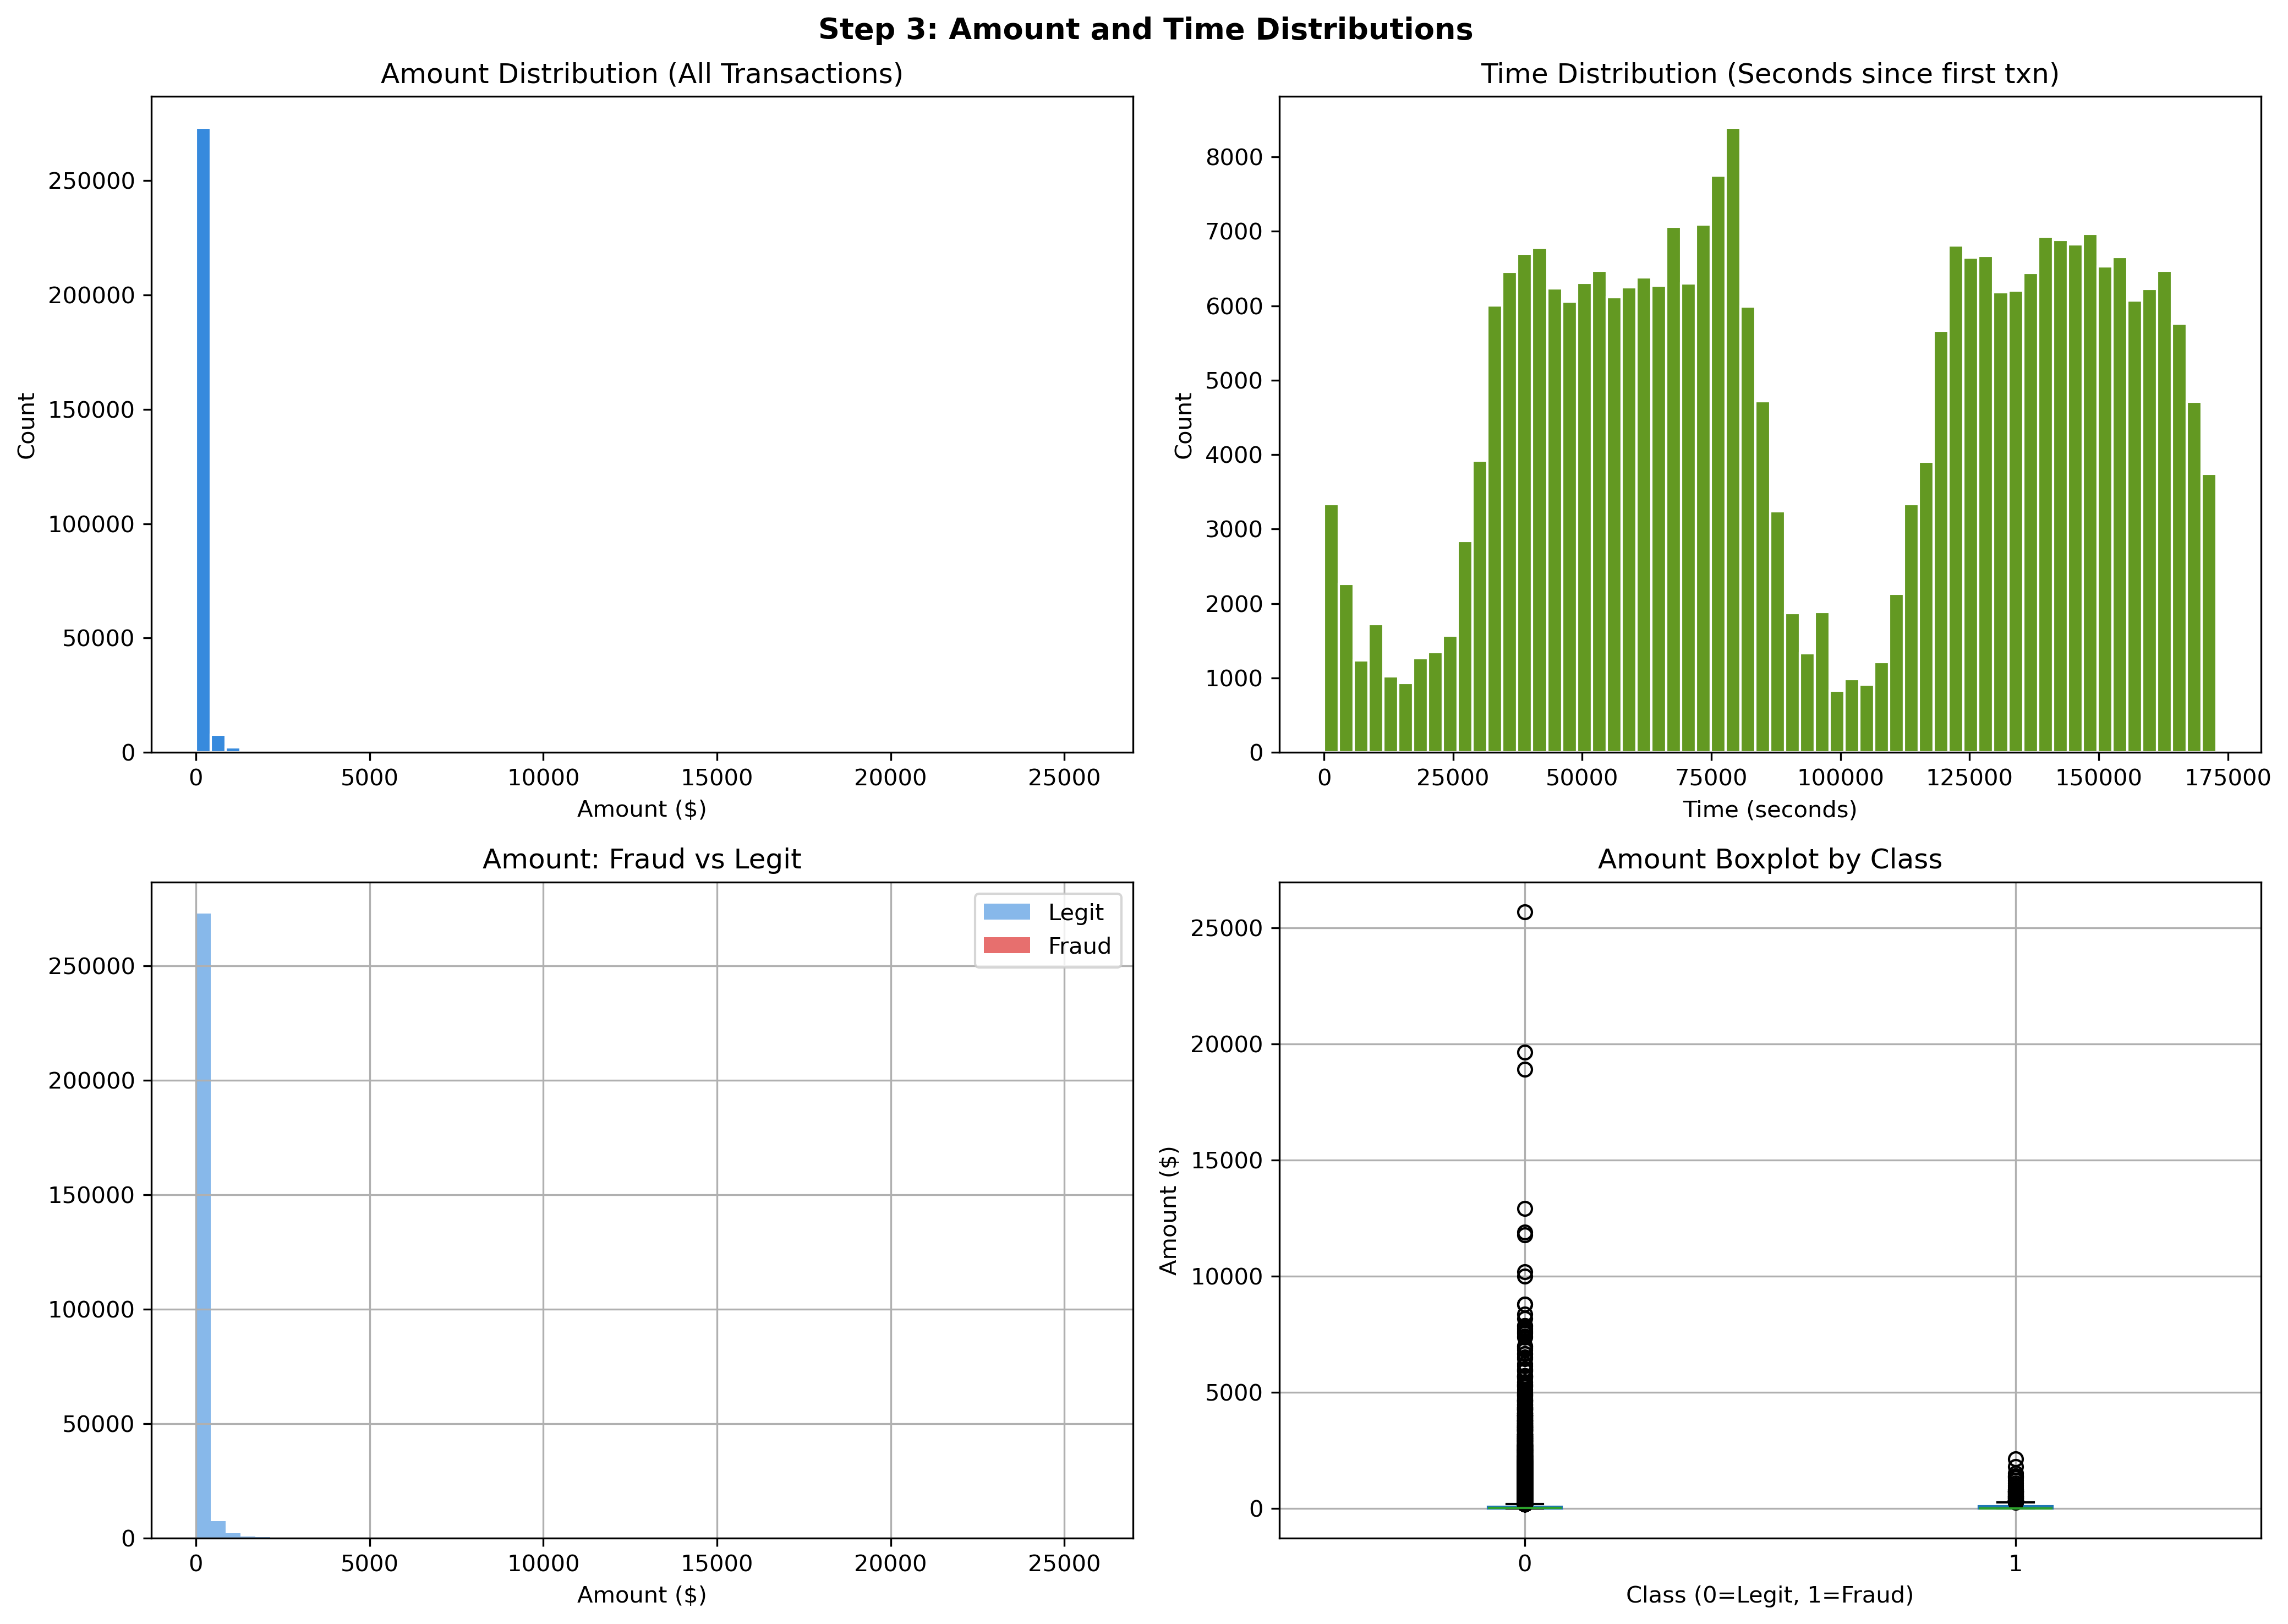 Step 3: Amount and Time Distributions
Amount Distribution (All Transactions)
250000
200000
150000
100000
50000
0
Count
0 5000 10000 15000 20000 25000
Amount ($)
Time Distribution (Seconds since first txn)
8000
7000
6000
5000
4000
3000
2000
1000
0
Count
0 25000 50000 75000 100000 125000 150000 175000
Time (seconds)
Amount: Fraud vs Legit
Legit
Fraud
250000
200000
150000
100000
50000
0
0 5000 10000 15000 20000 25000
Amount ($)
Amount Boxplot by Class
25000
20000
15000
10000
5000
0
Amount ($)
0 1
Class (0=Legit, 1=Fraud)